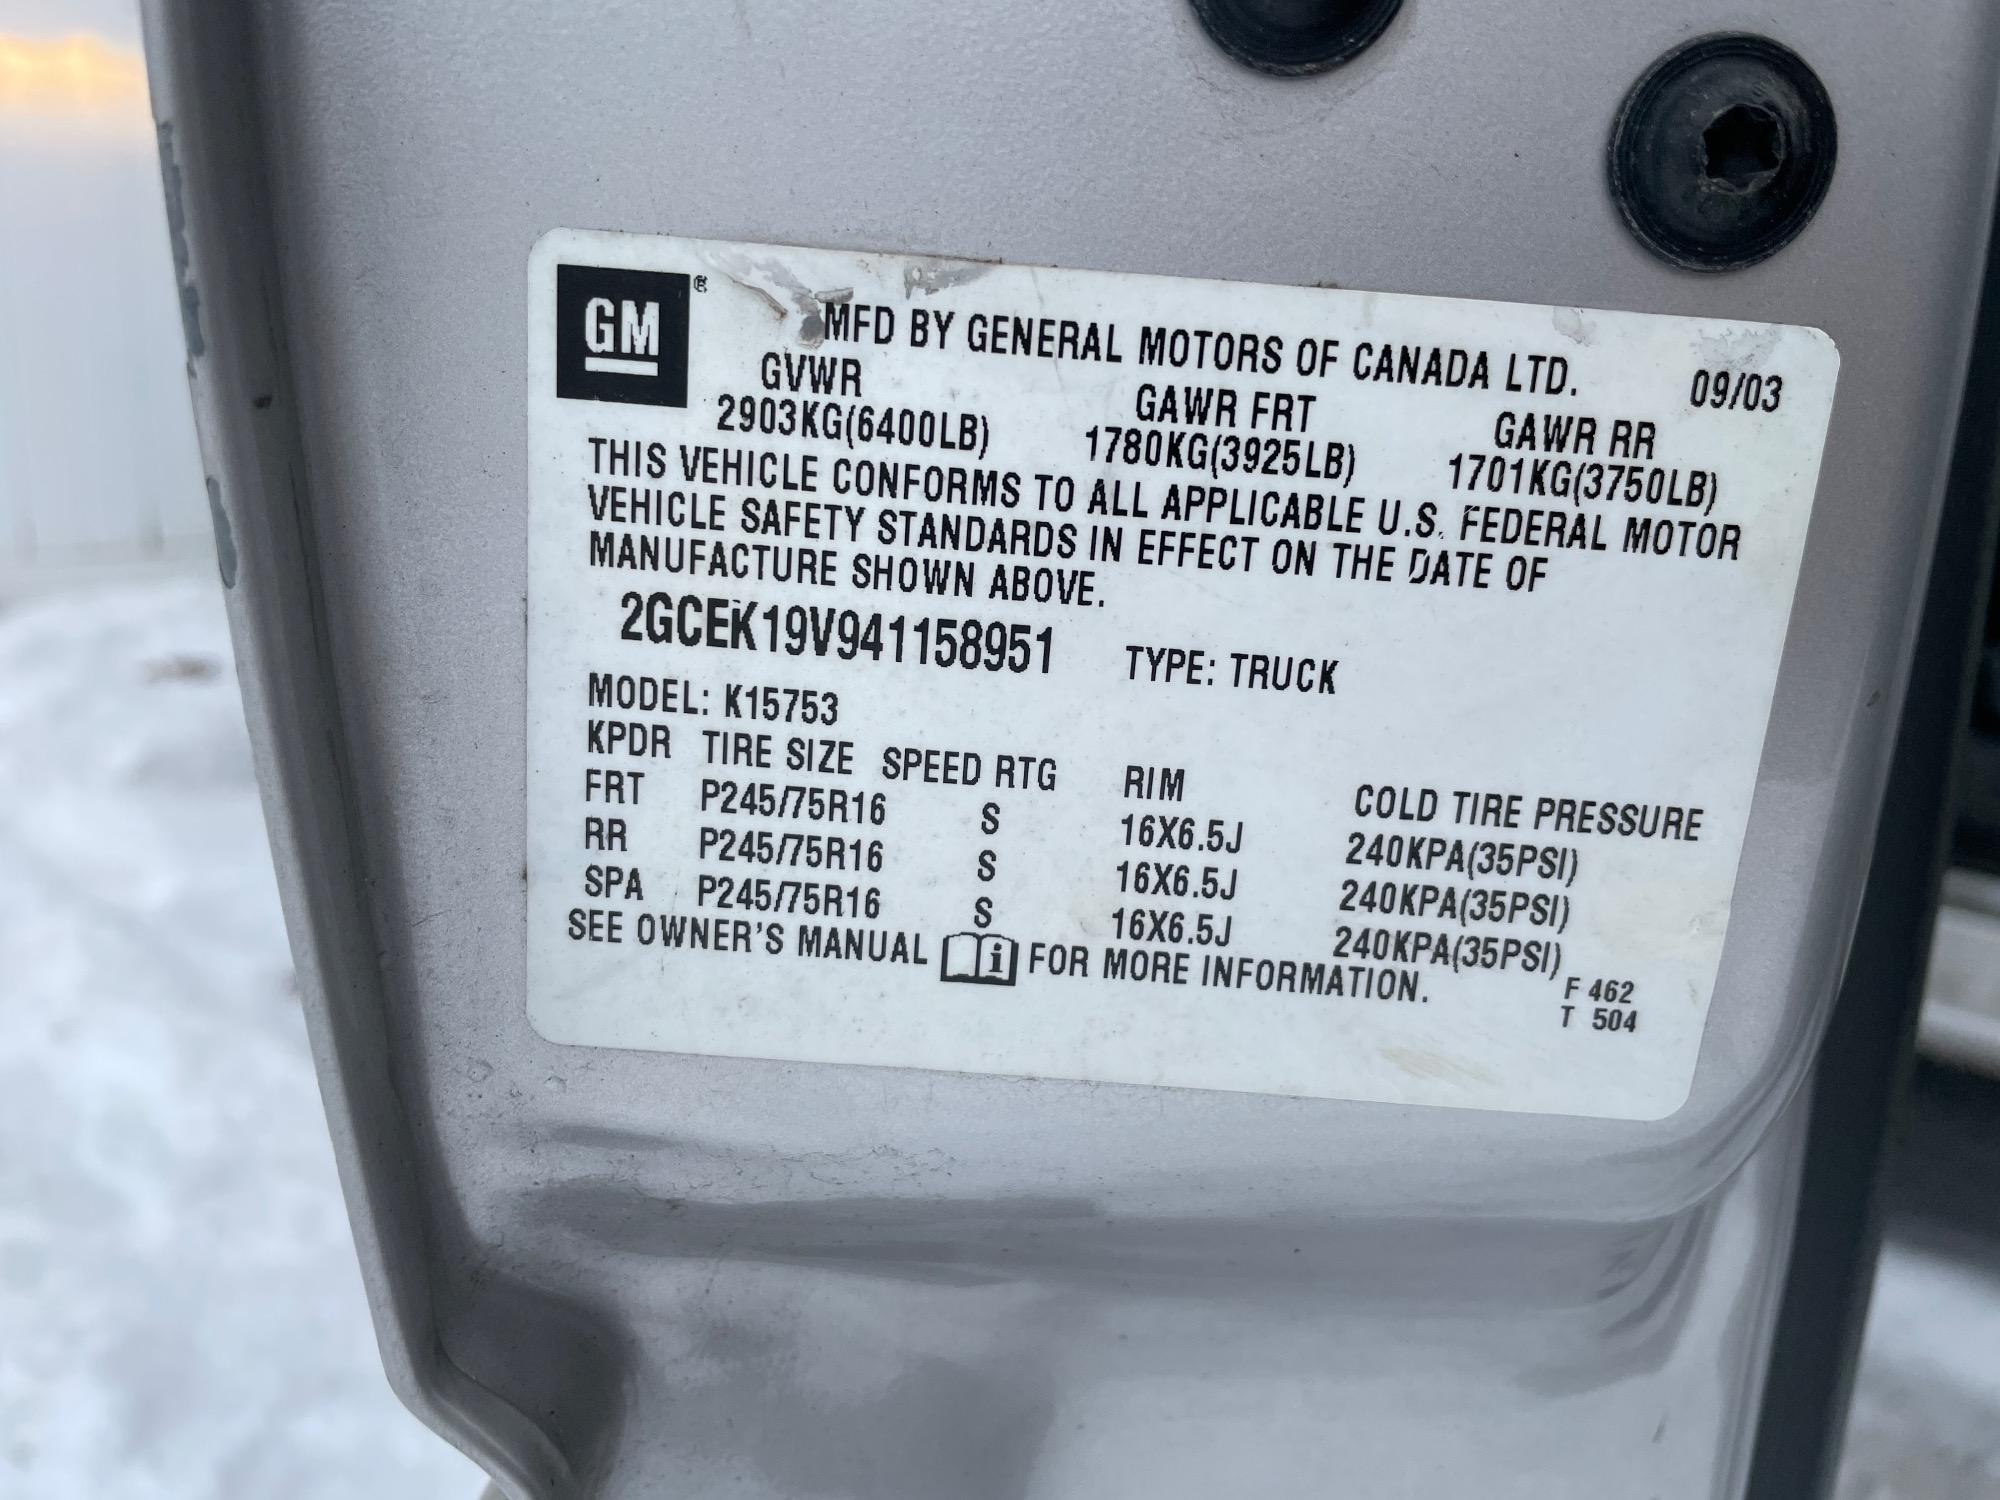 GM ®
MFD BY GENERAL MOTORS OF CANADA LTD. 09/03
GVWR GAWR FRT GAWR RR
2903KG(6400LB) 1780KG(3925LB) 1701KG(3750LB)
THIS VEHICLE CONFORMS TO ALL APPLICABLE U.S. FEDERAL MOTOR
VEHICLE SAFETY STANDARDS IN EFFECT ON THE DATE OF
MANUFACTURE SHOWN ABOVE.
2GCEK19V941158951 TYPE: TRUCK
MODEL: K15753
KPDR TIRE SIZE SPEED RTG RIM COLD TIRE PRESSURE
FRT P245/75R16 S 16X6.5J 240KPA(35PSI)
RR P245/75R16 S 16X6.5J 240KPA(35PSI)
SPA P245/75R16 S 16X6.5J 240KPA(35PSI)
SEE OWNER'S MANUAL i FOR MORE INFORMATION.
F 462
T 504